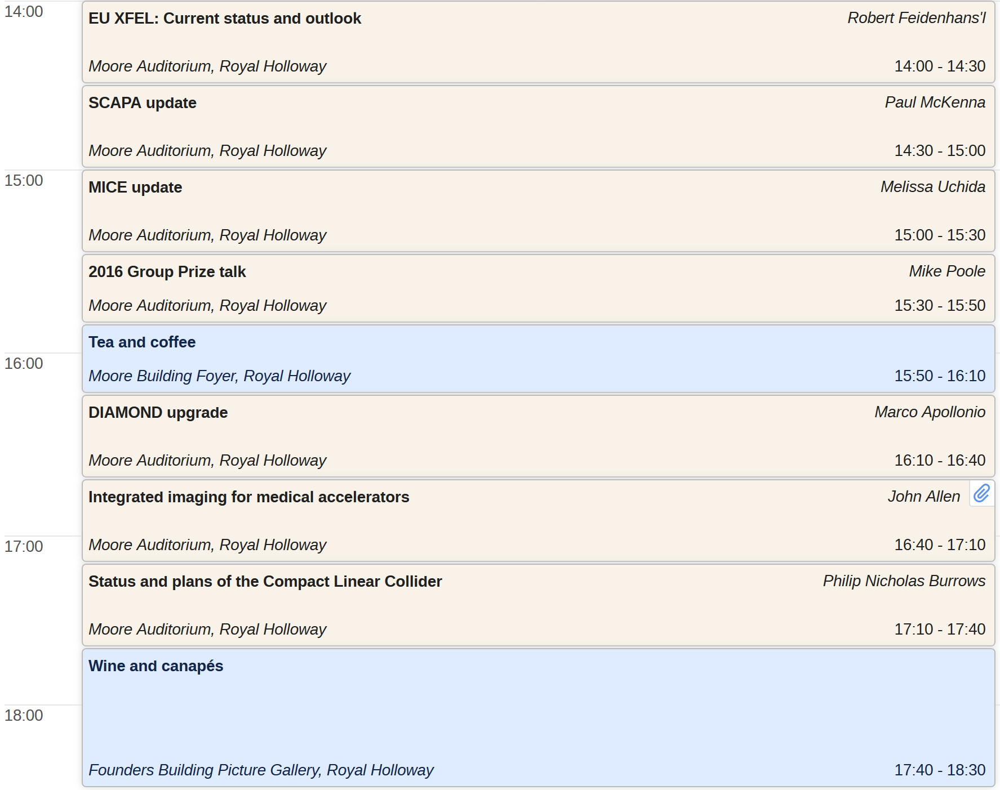 14:00
EU XFEL: Current status and outlook Robert Feidenhans'l
Moore Auditorium, Royal Holloway 14:00 - 14:30
SCAPA update Paul McKenna
Moore Auditorium, Royal Holloway 14:30 - 15:00
15:00
MICE update Melissa Uchida
Moore Auditorium, Royal Holloway 15:00 - 15:30
2016 Group Prize talk Mike Poole
Moore Auditorium, Royal Holloway 15:30 - 15:50
Tea and coffee
16:00
Moore Building Foyer, Royal Holloway 15:50 - 16:10
DIAMOND upgrade Marco Apollonio
Moore Auditorium, Royal Holloway 16:10 - 16:40
Integrated imaging for medical accelerators John Allen
17:00
Moore Auditorium, Royal Holloway 16:40 - 17:10
Status and plans of the Compact Linear Collider Philip Nicholas Burrows
Moore Auditorium, Royal Holloway 17:10 - 17:40
Wine and canapés
18:00
Founders Building Picture Gallery, Royal Holloway 17:40 - 18:30